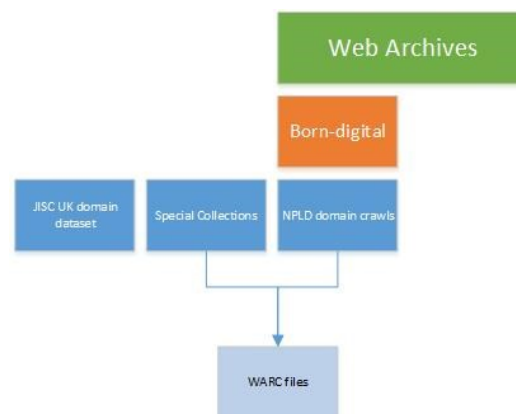 Web Archives
Born-digital
JISC UK domain
dataset
Special Collections
NPLD domain crawls
WARC files